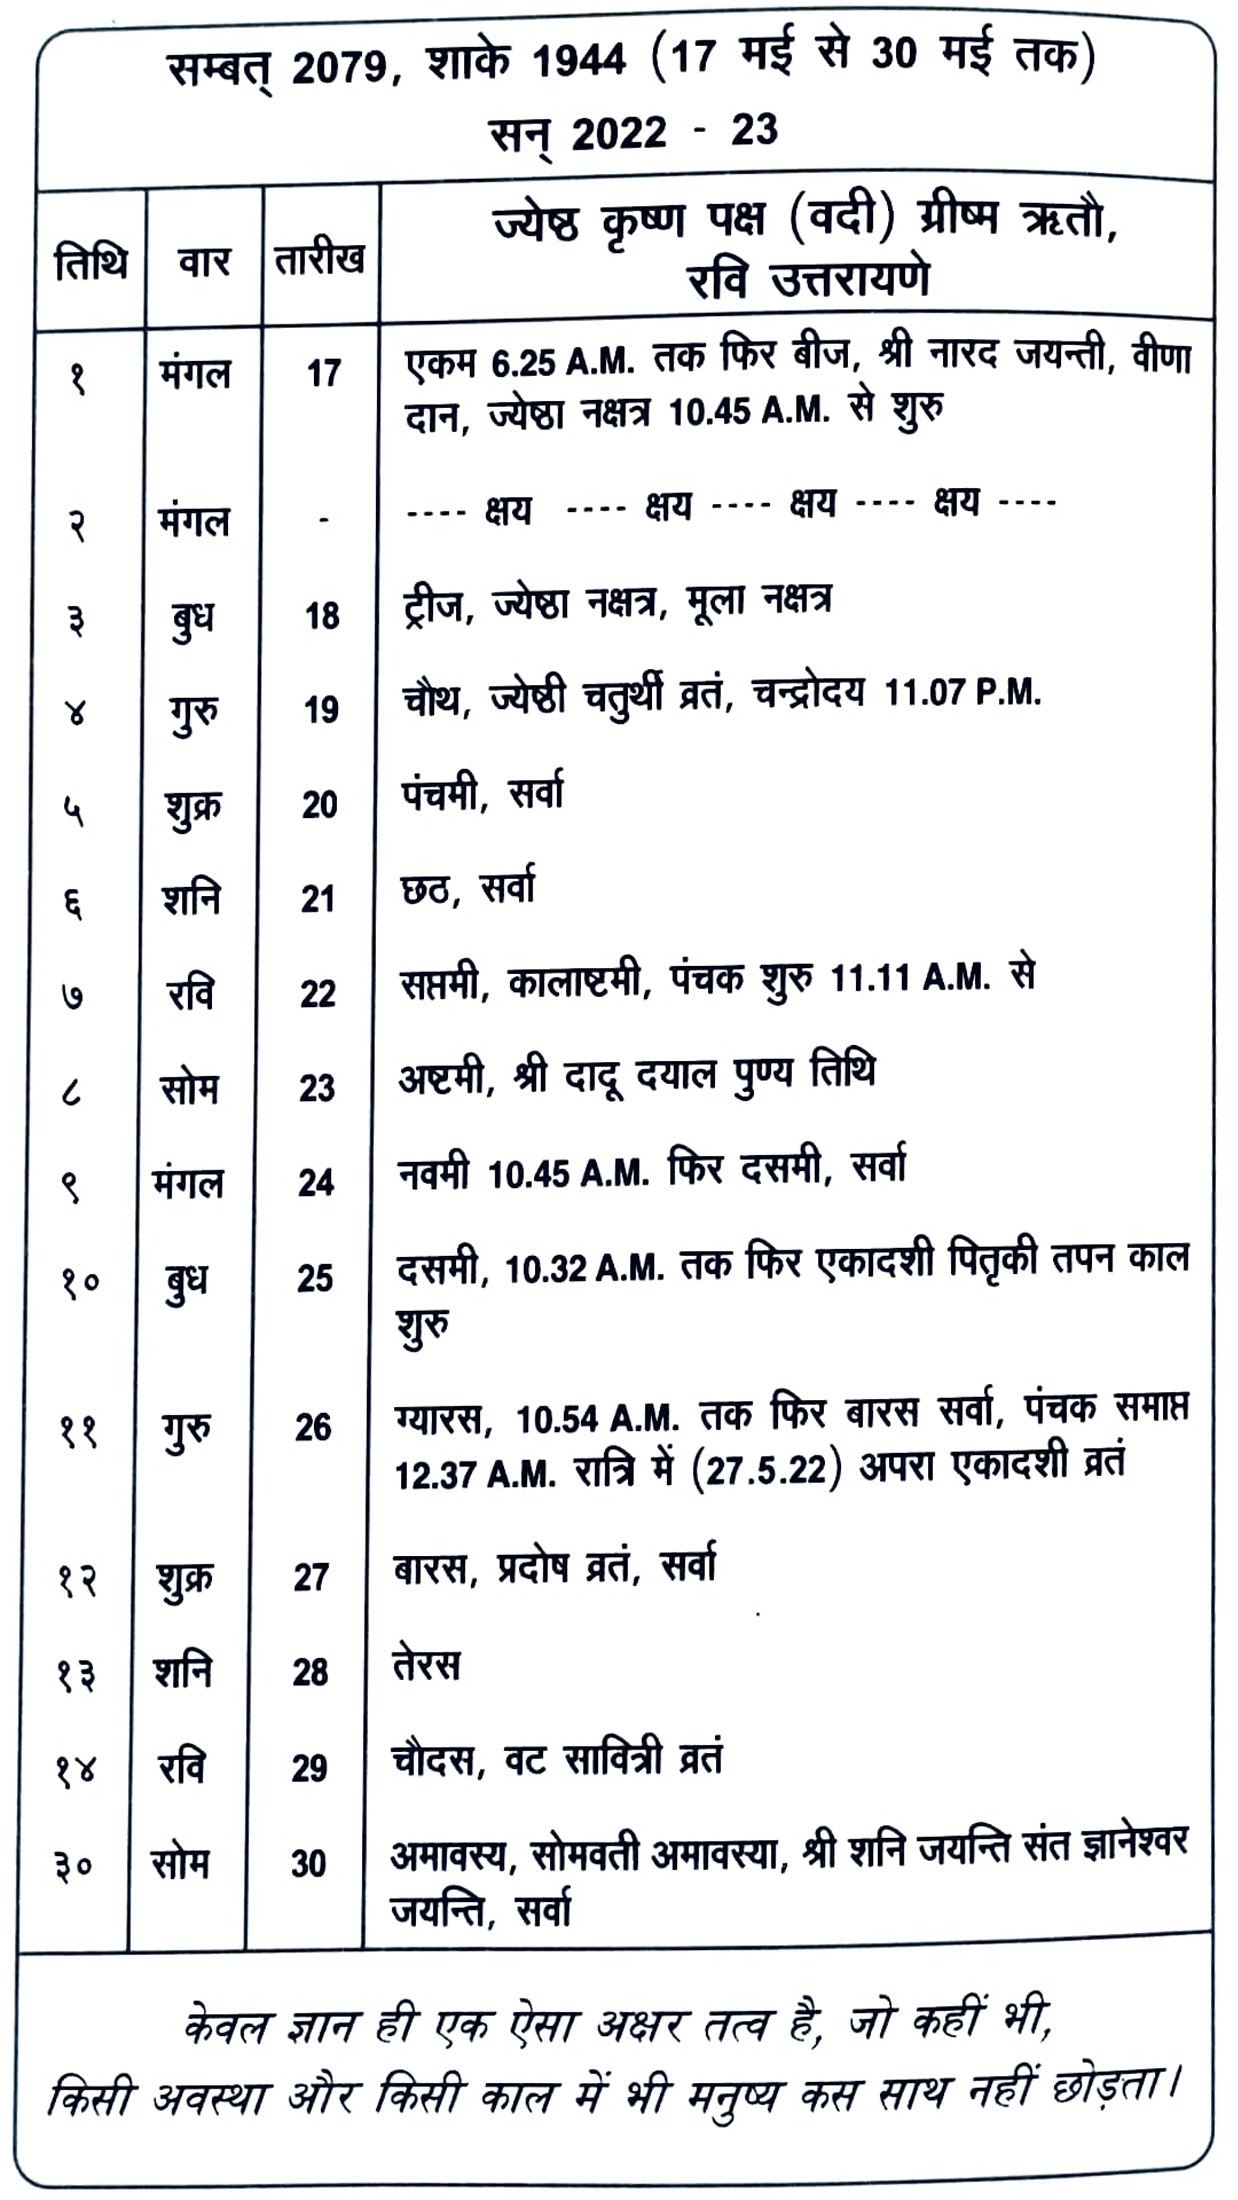 सम्बत् 2079, शाके 1944 (17 मई से 30 मई तक)
सन् 2022 - 23
तिथि वार तारीख ज्येष्ठ कृष्ण पक्ष (वदी) ग्रीष्म ऋतौ,
रवि उत्तरायणे
१ मंगल 17 एकम 6.25 A.M. तक फिर बीज, श्री नारद जयन्ती, वीणा
दान, ज्येष्ठा नक्षत्र 10.45 A.M. से शुरु
२ मंगल - ---- क्षय ---- क्षय ---- क्षय ---- क्षय ----
३ बुध 18 ट्रीज, ज्येष्ठा नक्षत्र, मूला नक्षत्र
४ गुरु 19 चौथ, ज्येष्ठी चतुर्थी व्रतं, चन्द्रोदय 11.07 P.M.
५ शुक्र 20 पंचमी, सर्वा
६ शनि 21 छठ, सर्वा
७ रवि 22 सप्तमी, कालाष्टमी, पंचक शुरु 11.11 A.M. से
८ सोम 23 अष्टमी, श्री दादू दयाल पुण्य तिथि
९ मंगल 24 नवमी 10.45 A.M. फिर दसमी, सर्वा
१० बुध 25 दसमी, 10.32 A.M. तक फिर एकादशी पितृकी तपन काल
शुरु
११ गुरु 26 ग्यारस, 10.54 A.M. तक फिर बारस सर्वा, पंचक समाप्त
12.37 A.M. रात्रि में (27.5.22) अपरा एकादशी व्रतं
१२ शुक्र 27 बारस, प्रदोष व्रतं, सर्वा
१३ शनि 28 तेरस
१४ रवि 29 चौदस, वट सावित्री व्रतं
३० सोम 30 अमावस्य, सोमवती अमावस्या, श्री शनि जयन्ति संत ज्ञानेश्वर
जयन्ति, सर्वा
केवल ज्ञान ही एक ऐसा अक्षर तत्व है, जो कहीं भी,
किसी अवस्था और किसी काल में भी मनुष्य कस साथ नहीं छोड़ता।